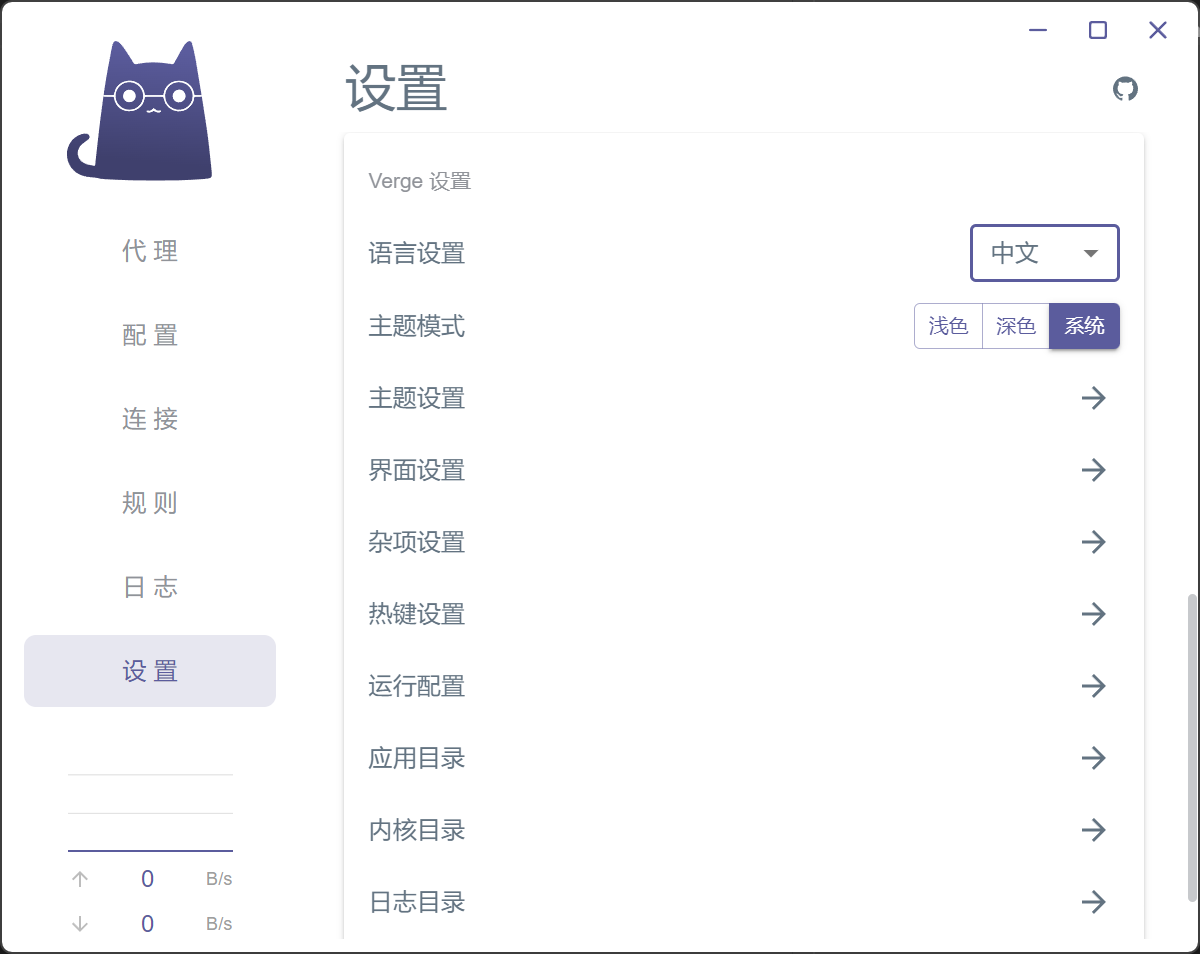 设置
代 理
配 置
连 接
规 则
日 志
设 置
0 B/s
0 B/s
Verge 设置
语言设置 中文
主题模式 浅色 深色 系统
主题设置
界面设置
杂项设置
热键设置
运行配置
应用目录
内核目录
日志目录